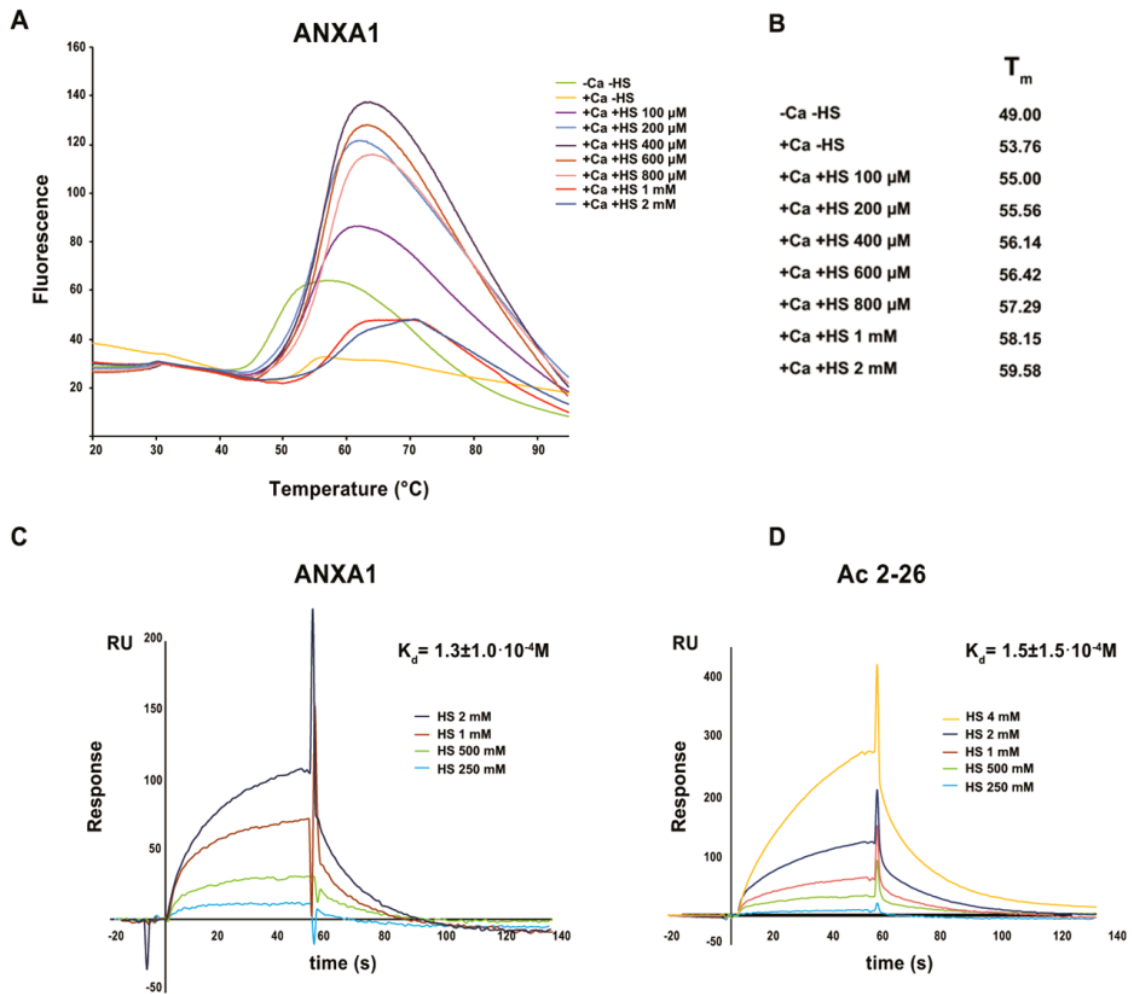 A
ANXA1
160
140
120
100
80
60
40
20
Fluorescence
20 30 40 50 60 70 80 90
Temperature (°C)
-Ca -HS
+Ca -HS
+Ca +HS 100 µM
+Ca +HS 200 µM
+Ca +HS 400 µM
+Ca +HS 600 µM
+Ca +HS 800 µM
+Ca +HS 1 mM
+Ca +HS 2 mM
B
Tm
-Ca -HS 49.00
+Ca -HS 53.76
+Ca +HS 100 µM 55.00
+Ca +HS 200 µM 55.56
+Ca +HS 400 µM 56.14
+Ca +HS 600 µM 56.42
+Ca +HS 800 µM 57.29
+Ca +HS 1 mM 58.15
+Ca +HS 2 mM 59.58
C
ANXA1
RU
200
150
100
50
-50
Response
Kd= 1.3±1.0·10-4M
HS 2 mM
HS 1 mM
HS 500 mM
HS 250 mM
-20 20 40 60 80 100 120 140
time (s)
D
Ac 2-26
RU
400
300
200
100
-50
Response
Kd= 1.5±1.5·10-4M
HS 4 mM
HS 2 mM
HS 1 mM
HS 500 mM
HS 250 mM
-20 20 40 60 80 100 120 140
time (s)